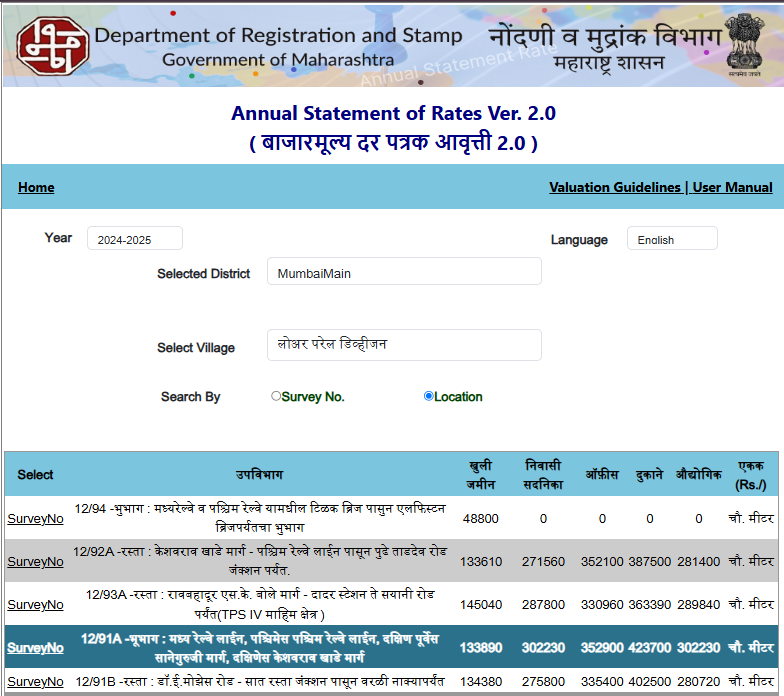 Department of Registration and Stamp
Government of Maharashtra
नोंदणी व मुद्रांक विभाग
महाराष्ट्र शासन
Annual Statement Rate
Annual Statement of Rates Ver. 2.0
( बाजारमूल्य दर पत्रक आवृत्ती 2.0 )
Home
Valuation Guidelines | User Manual
Year 2024-2025
Language English
Selected District MumbaiMain
Select Village लोअर परेल डिव्हीजन
Search By Survey No. Location
Select उपविभाग खुली जमीन निवासी सदनिका ऑफ़ीस दुकाने औद्योगिक एकक (Rs./)
SurveyNo 12/94 -भुभाग : मध्यरेल्वे व पश्चिम रेल्वे यामधील टिळक ब्रिज पासुन एलफिस्टन 48800 0 0 0 0 चौ. मीटर
ब्रिजपर्यतचा भुभाग
SurveyNo 12/92A -रस्ता : केशवराव खाडे मार्ग - पश्चिम रेल्वे लाईन पासून पुढे ताडदेव रोड 133610 271560 352100 387500 281400 चौ. मीटर
जंक्शन पर्यत.
SurveyNo 12/93A -रस्ता : रावबहादूर एस.के. बोले मार्ग - दादर स्टेशन ते सयानी रोड 145040 287800 330960 363390 289840 चौ. मीटर
पर्यंत(TPS IV माहिम क्षेत्र )
SurveyNo 12/91A -भूभाग : मध्य रेल्वे लाईन, पश्चिमेस पश्चिम रेल्वे लाईन, दक्षिण पूर्वेस 133890 302230 352900 423700 302230 चौ. मीटर
सानेगुरुजी मार्ग, दक्षिणेस केशवराव खाडे मार्ग
SurveyNo 12/91B -रस्ता : डॉ.ई.मोझेस रोड - सात रस्ता जंक्शन पासून वरळी नाक्यापर्यंत 134380 275800 335400 402500 280720 चौ. मीटर